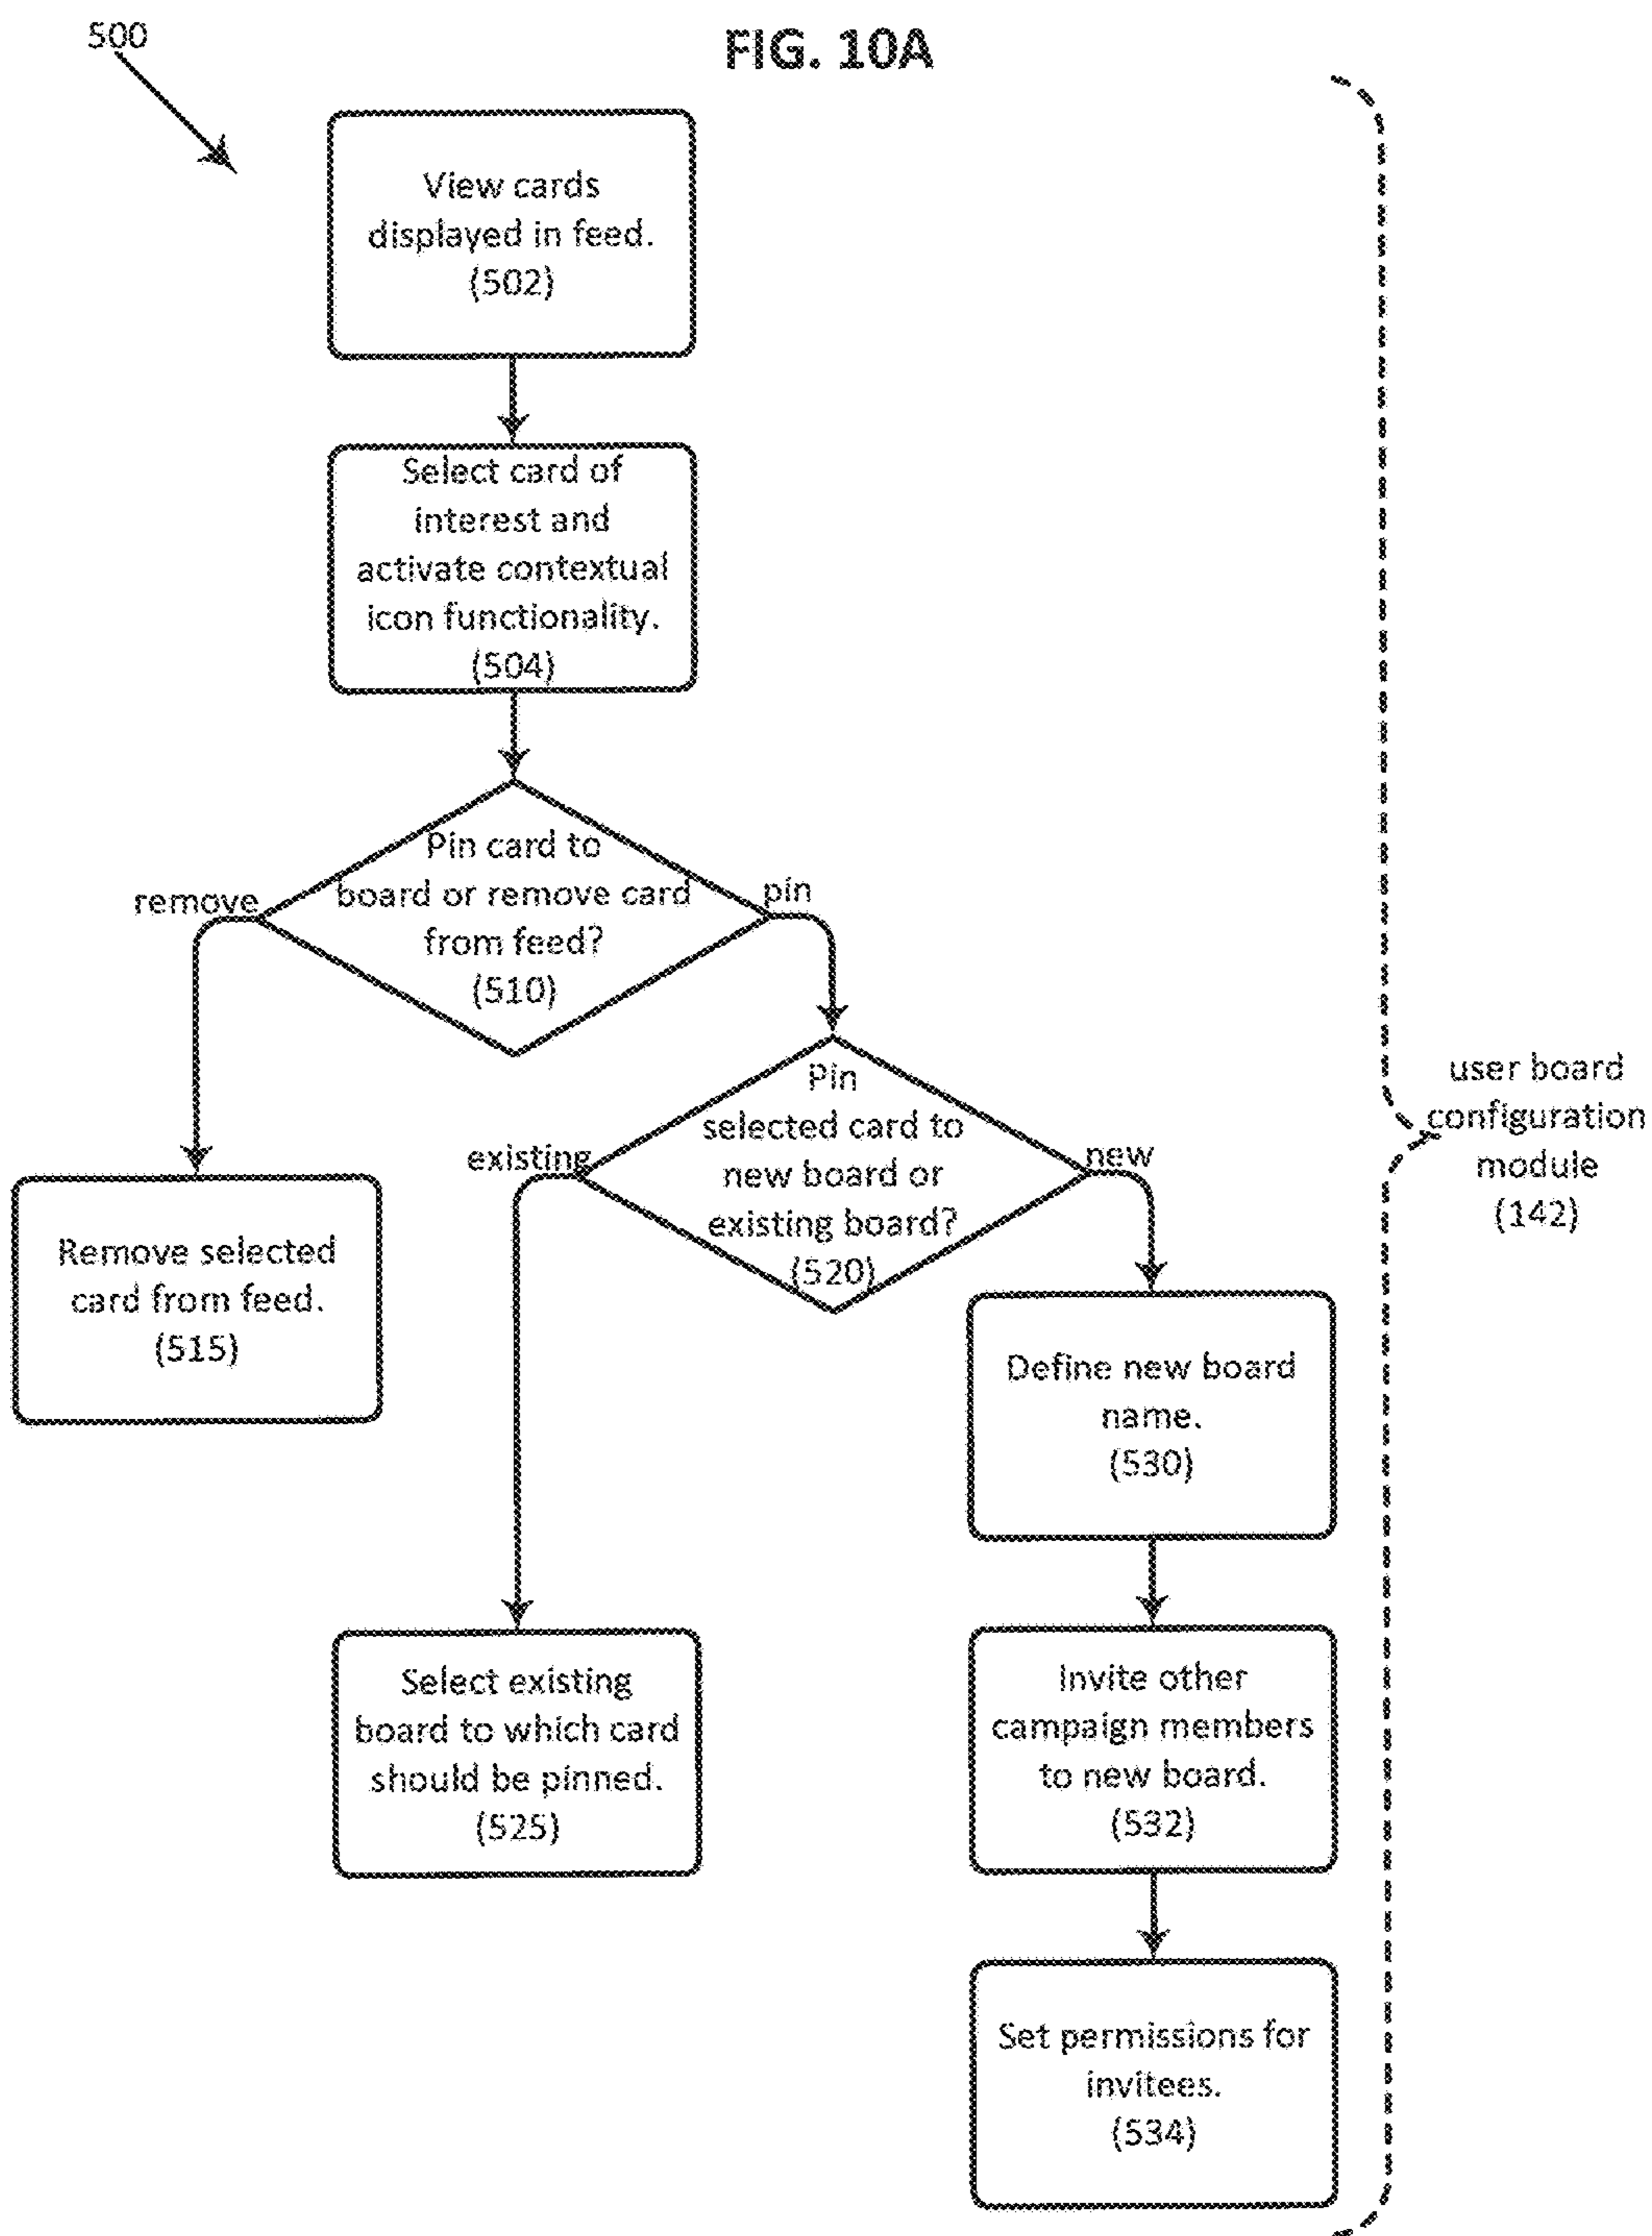 500
FIG. 10A
View cards
displayed in feed.
(502)
Select card of
interest and
activate contextual
icon functionality.
(504)
Pin card to
board or remove card
from feed?
(510)
remove
pin
Pin
selected card to
new board or
existing board?
(520)
existing
new
Remove selected
card from feed.
(515)
Define new board
name.
(530)
Select existing
board to which card
should be pinned.
(525)
Invite other
campaign members
to new board.
(532)
Set permissions for
invitees.
(534)
user board
configuration
module
(142)